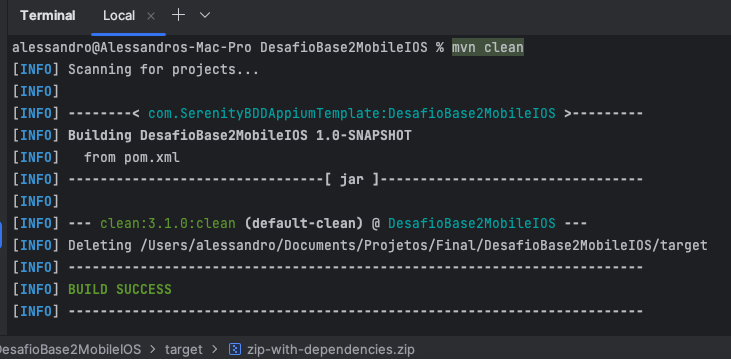 Terminal Local × + ∨
alessandro@Alessandros-Mac-Pro DesafioBase2MobileIOS % mvn clean
[INFO] Scanning for projects...
[INFO]
[INFO] --------< com.SerenityBDDAppiumTemplate:DesafioBase2MobileIOS >---------
[INFO] Building DesafioBase2MobileIOS 1.0-SNAPSHOT
[INFO]   from pom.xml
[INFO] --------------------------------[ jar ]---------------------------------
[INFO]
[INFO] --- clean:3.1.0:clean (default-clean) @ DesafioBase2MobileIOS ---
[INFO] Deleting /Users/alessandro/Documents/Projetos/Final/DesafioBase2MobileIOS/target
[INFO] ------------------------------------------------------------------------
[INFO] BUILD SUCCESS
[INFO] ------------------------------------------------------------------------
DesafioBase2MobileIOS > target > zip-with-dependencies.zip